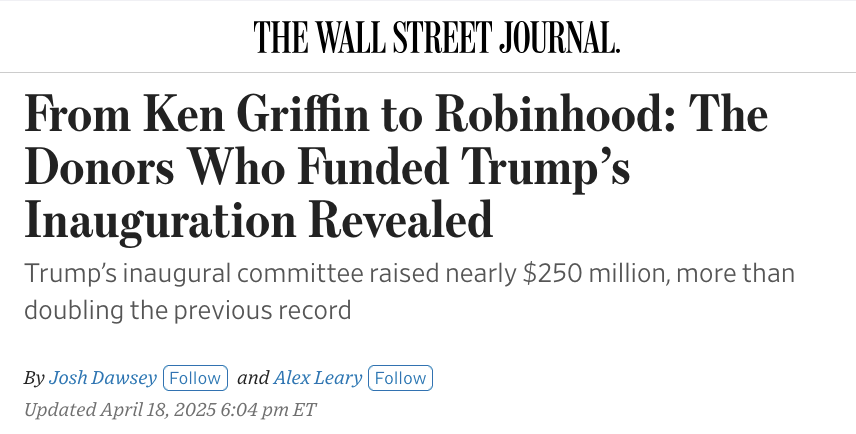 THE WALL STREET JOURNAL.
From Ken Griffin to Robinhood: The
Donors Who Funded Trump’s
Inauguration Revealed
Trump’s inaugural committee raised nearly $250 million, more than
doubling the previous record
By Josh Dawsey Follow and Alex Leary Follow
Updated April 18, 2025 6:04 pm ET